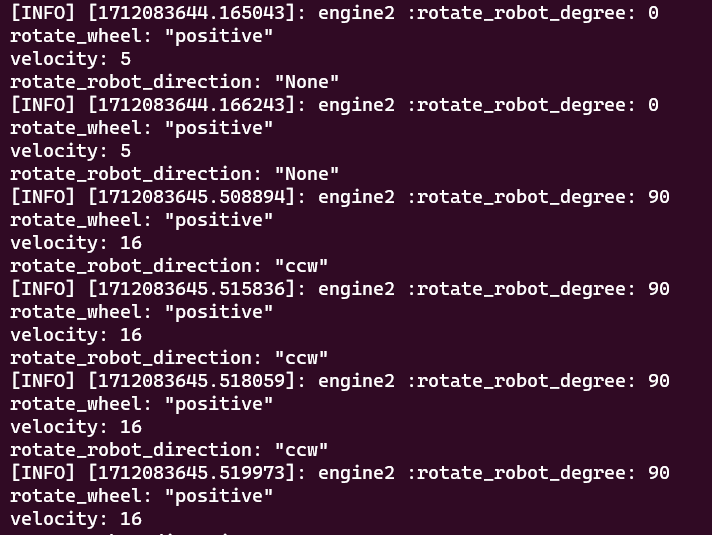 [INFO] [1712083644.165043]: engine2 :rotate_robot_degree: 0
rotate_wheel: "positive"
velocity: 5
rotate_robot_direction: "None"
[INFO] [1712083644.166243]: engine2 :rotate_robot_degree: 0
rotate_wheel: "positive"
velocity: 5
rotate_robot_direction: "None"
[INFO] [1712083645.508894]: engine2 :rotate_robot_degree: 90
rotate_wheel: "positive"
velocity: 16
rotate_robot_direction: "ccw"
[INFO] [1712083645.515836]: engine2 :rotate_robot_degree: 90
rotate_wheel: "positive"
velocity: 16
rotate_robot_direction: "ccw"
[INFO] [1712083645.518059]: engine2 :rotate_robot_degree: 90
rotate_wheel: "positive"
velocity: 16
rotate_robot_direction: "ccw"
[INFO] [1712083645.519973]: engine2 :rotate_robot_degree: 90
rotate_wheel: "positive"
velocity: 16